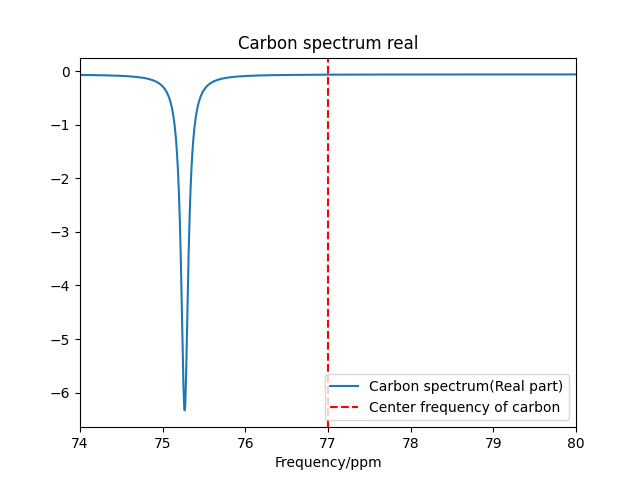 Carbon spectrum real
0
−1
−2
−3
−4
−5
−6
Carbon spectrum(Real part)
Center frequency of carbon
74 75 76 77 78 79 80
Frequency/ppm